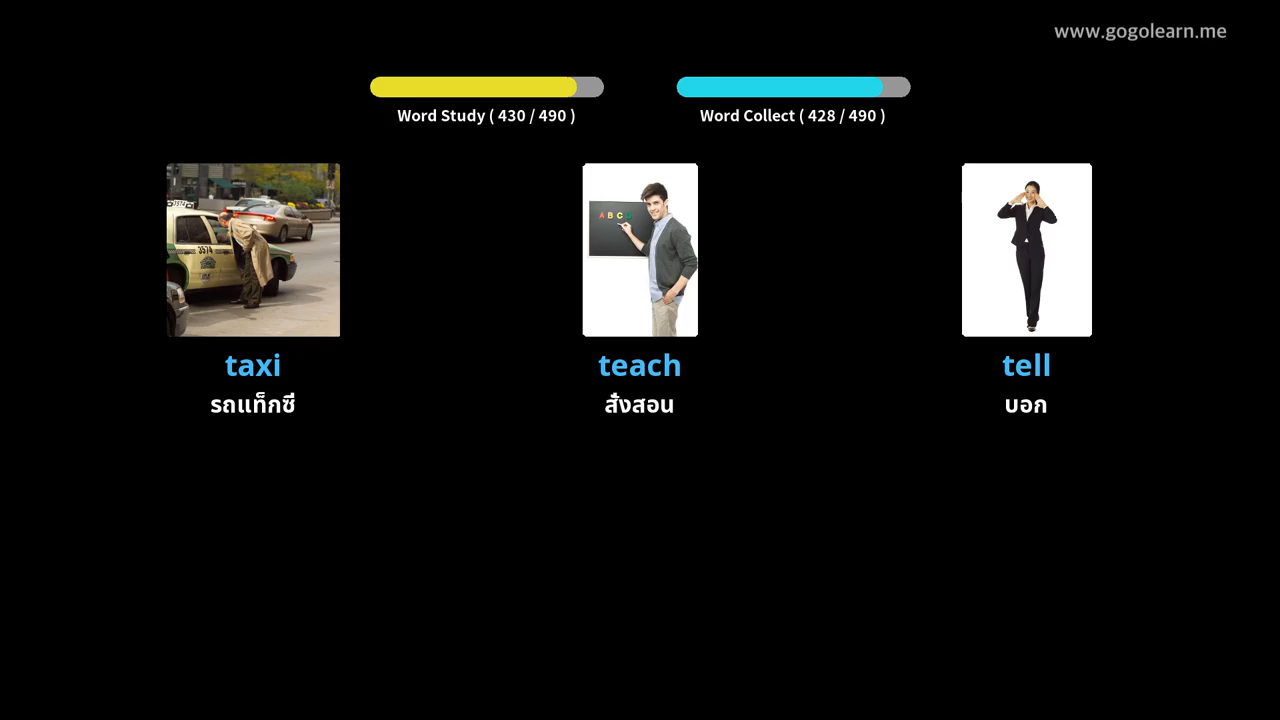 www.gogolearn.me
Word Study ( 430 / 490 )
Word Collect ( 428 / 490 )
3574
A B C D
taxi
teach
tell
รถแท็กซี่
สั่งสอน
บอก